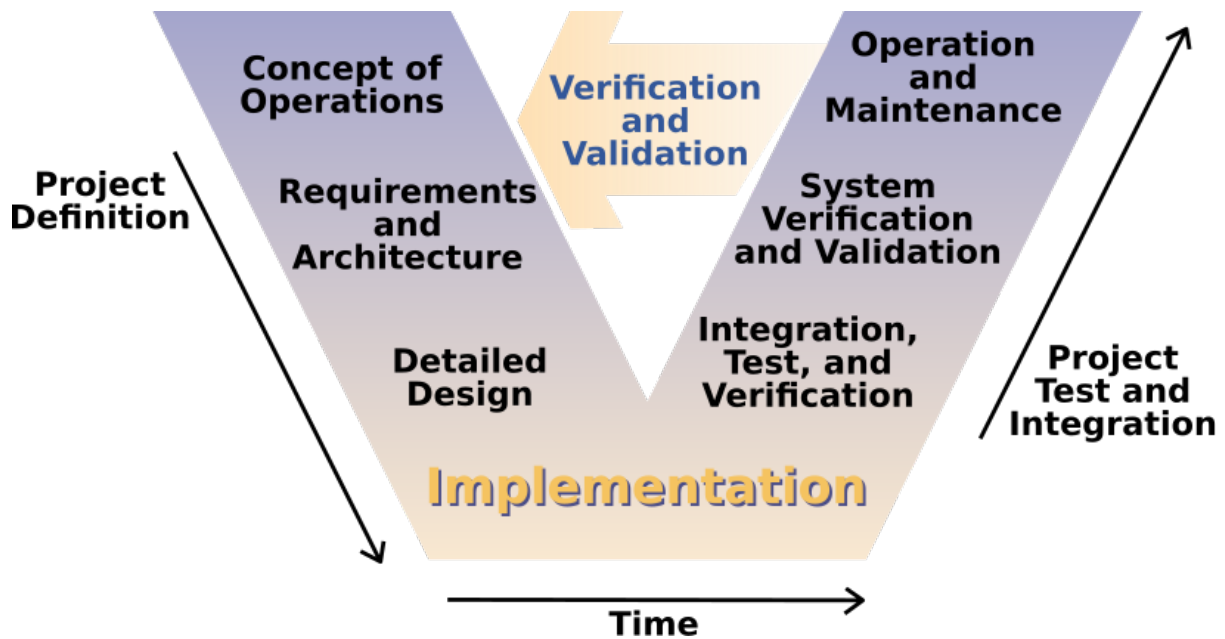 Concept of
Operations
Verification
and
Validation
Operation
and
Maintenance
Project
Definition
Requirements
and
Architecture
System
Verification
and Validation
Detailed
Design
Integration,
Test, and
Verification
Project
Test and
Integration
Implementation
Time